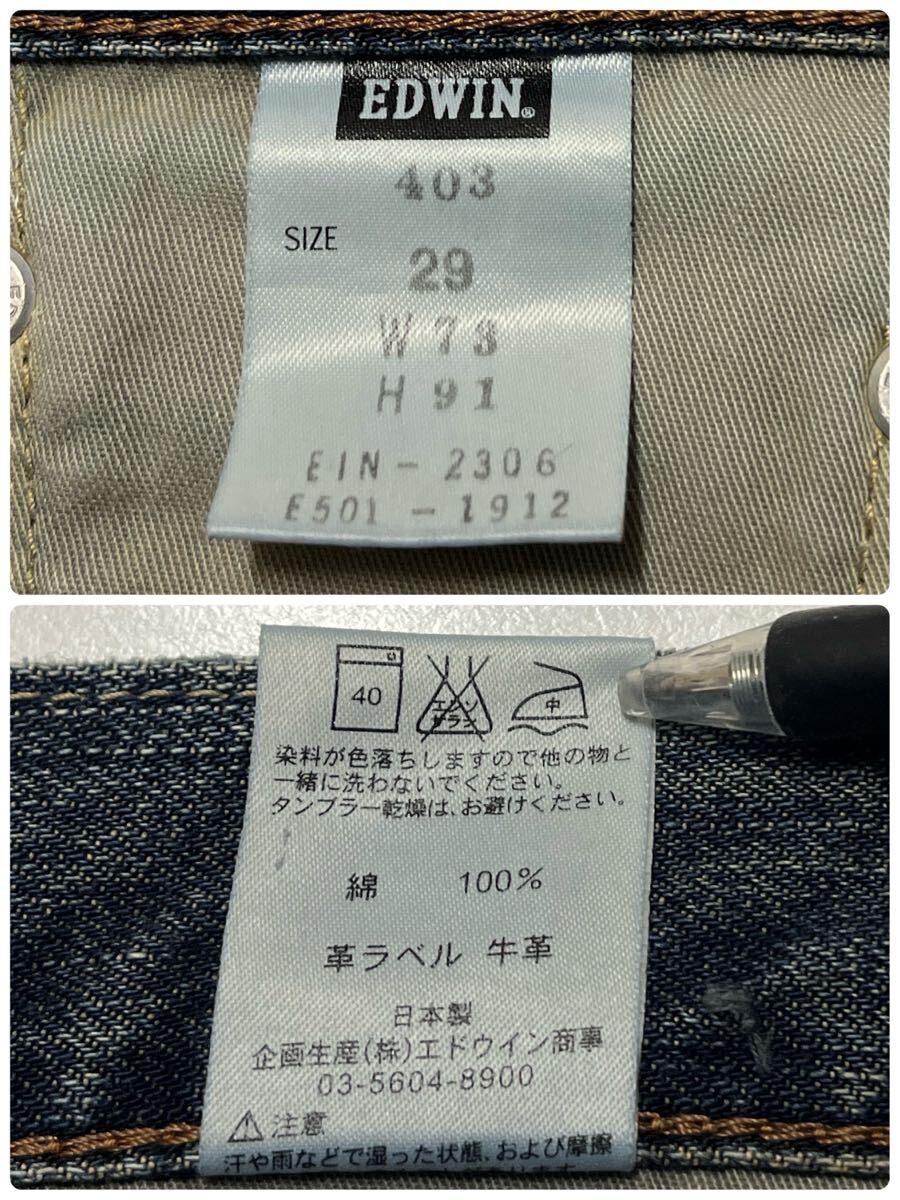 EDWIN®
403
SIZE
29
W 73
H 91
EIN - 2306
E501 - 1912
40
エンソ
サラシ
中
染料が色落ちしますので他の物と
一緒に洗わないでください。
タンブラー乾燥は、お避けください。
綿 100%
革ラベル 牛革
日本製
企画生産(株)エドウイン商事
03-5604-8900
⚠注意
汗や雨などで湿った状態、および摩擦